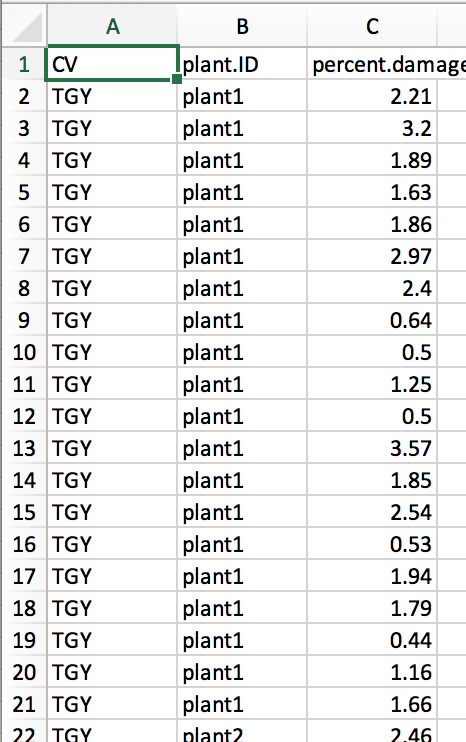 A B C
1 CV plant.ID percent.damage
2 TGY plant1 2.21
3 TGY plant1 3.2
4 TGY plant1 1.89
5 TGY plant1 1.63
6 TGY plant1 1.86
7 TGY plant1 2.97
8 TGY plant1 2.4
9 TGY plant1 0.64
10 TGY plant1 0.5
11 TGY plant1 1.25
12 TGY plant1 0.5
13 TGY plant1 3.57
14 TGY plant1 1.85
15 TGY plant1 2.54
16 TGY plant1 0.53
17 TGY plant1 1.94
18 TGY plant1 1.79
19 TGY plant1 0.44
20 TGY plant1 1.16
21 TGY plant1 1.66
22 TGY plant2 2.46